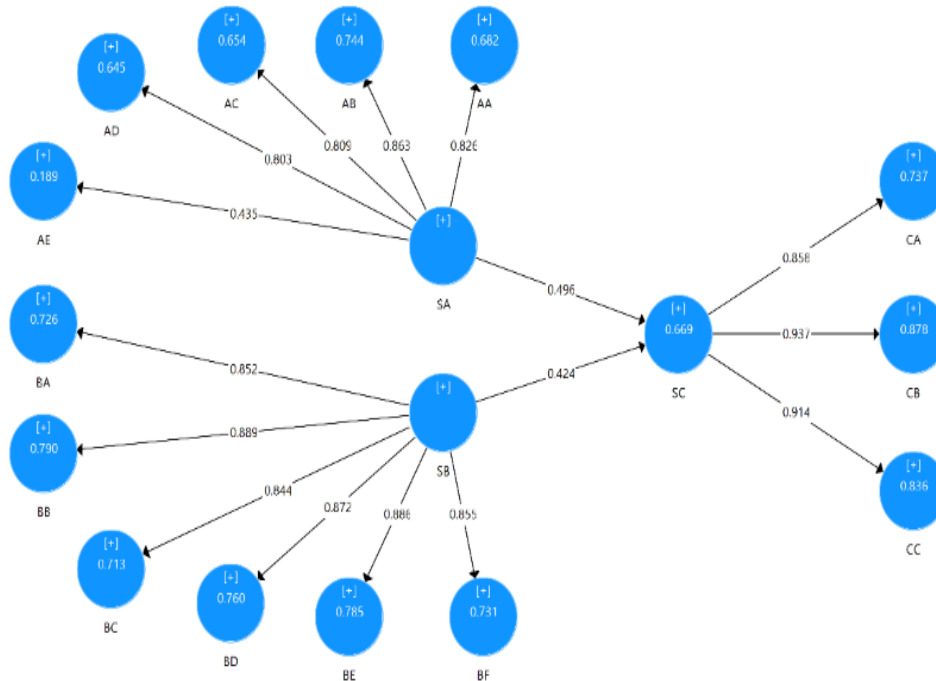 [+]
0.645
AD
[+]
0.654
AC
[+]
0.744
AB
[+]
0.682
AA
[+]
0.189
AE
0.803
0.809
0.863
0.826
0.435
[+]
SA
[+]
0.737
CA
0.858
0.496
[+]
0.726
BA
0.852
[+]
0.669
SC
0.937
[+]
0.878
CB
0.424
[+]
SB
0.914
[+]
0.790
BB
0.889
0.844
0.872
0.886
0.855
[+]
0.836
CC
[+]
0.713
BC
[+]
0.760
BD
[+]
0.785
BE
[+]
0.731
BF